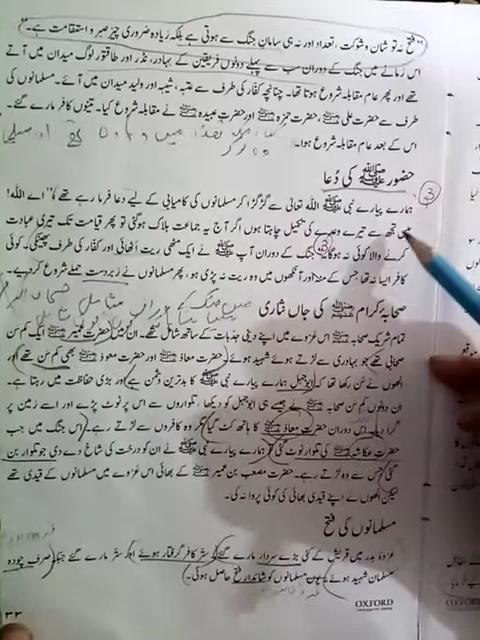 ”فتح نہ تو شان و شوکت، تعداد اور نہ ہی سامانِ جنگ سے ہوتی ہے بلکہ زیادہ ضروری چیز صبر و استقامت ہے۔“
اس زمانے میں جنگ کے دوران سب سے پہلے دونوں فریقین کے بہادر، نڈر اور طاقتور لوگ میدان میں آتے
تھے اور پھر عام مقابلہ شروع ہوتا تھا۔ چنانچہ کفار کی طرف سے عتبہ، شیبہ اور ولید میدان میں آئے۔ مسلمانوں کی
طرف سے حضرت علیؓ، حضرت حمزہؓ اور حضرت عبیدہؓ نے مقابلہ شروع کیا۔ تینوں کافر مارے گئے۔
اس کے بعد عام مقابلہ شروع ہوا۔
حضور ﷺ کی دُعا
ہمارے پیارے نبی ﷺ اللہ تعالیٰ سے گڑگڑا کر مسلمانوں کی کامیابی کے لیے دعا فرما رہے تھے ”اے اللہ!
میں تجھ سے تیرے وعدے کی تکمیل چاہتا ہوں اگر آج یہ جماعت ہلاک ہوگئی تو پھر قیامت تک تیری عبادت
کرنے والا کوئی نہ ہوگا۔“ جنگ کے دوران آپ ﷺ نے ایک مٹھی ریت اُٹھائی اور کفار کی طرف پھینکی۔ کوئی
کافر ایسا نہ تھا جس کے منہ اور آنکھوں میں وہ ریت نہ پڑی ہو، پھر مسلمانوں نے زبردست حملے شروع کردیے۔
صحابۂ کرام کی جاں نثاری
تمام شریک صحابہؓ اس غزوے میں اپنے دینی جذبات کے ساتھ شامل تھے۔ ان میں حضرت عمیرؓ ایک کم سن
صحابی تھے جو بہادری سے لڑتے ہوئے شہید ہوئے۔ حضرت معاذؓ اور حضرت معوذؓ بھی کم سن تھے اور
انھوں نے سُن رکھا تھا کہ ابوجہل ہمارے پیارے نبی ﷺ کا بدترین دشمن ہے اور بڑی حفاظت میں رہتا ہے۔
ان دونوں کم سن صحابہؓ نے جیسے ہی ابوجہل کو دیکھا، تلواروں سے اس پر ٹوٹ پڑے اور اسے زمین پر
گرا دیا۔ اس دوران حضرت معاذؓ کا ہاتھ کٹ گیا مگر وہ کافروں سے لڑتے رہے۔ اس جنگ میں جب
حضرت عکاشہؓ کی تلوار ٹوٹ گئی تو ہمارے پیارے نبی ﷺ نے ان کو درخت کی شاخ دے دی جو تلوار بن
گئی جس سے وہ لڑتے رہے۔ حضرت مصعب بن عمیرؓ کے بھائی اس غزوے میں مسلمانوں کے قیدی تھے
لیکن انھوں نے اپنے قیدی بھائی کی کوئی پروا نہ کی۔
مسلمانوں کی فتح
غزوۂ بدر میں قریش کے کئی بڑے سردار مارے گئے۔ ستّر کافر گرفتار ہوئے اور ستّر مارے گئے جبکہ صرف چودہ
مسلمان شہید ہوئے۔ یوں مسلمانوں کو شاندار فتح حاصل ہوئی۔
OXFORD
۳۳